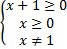 x + 1 ≥ 0
x ≥ 0
x ≠ 1